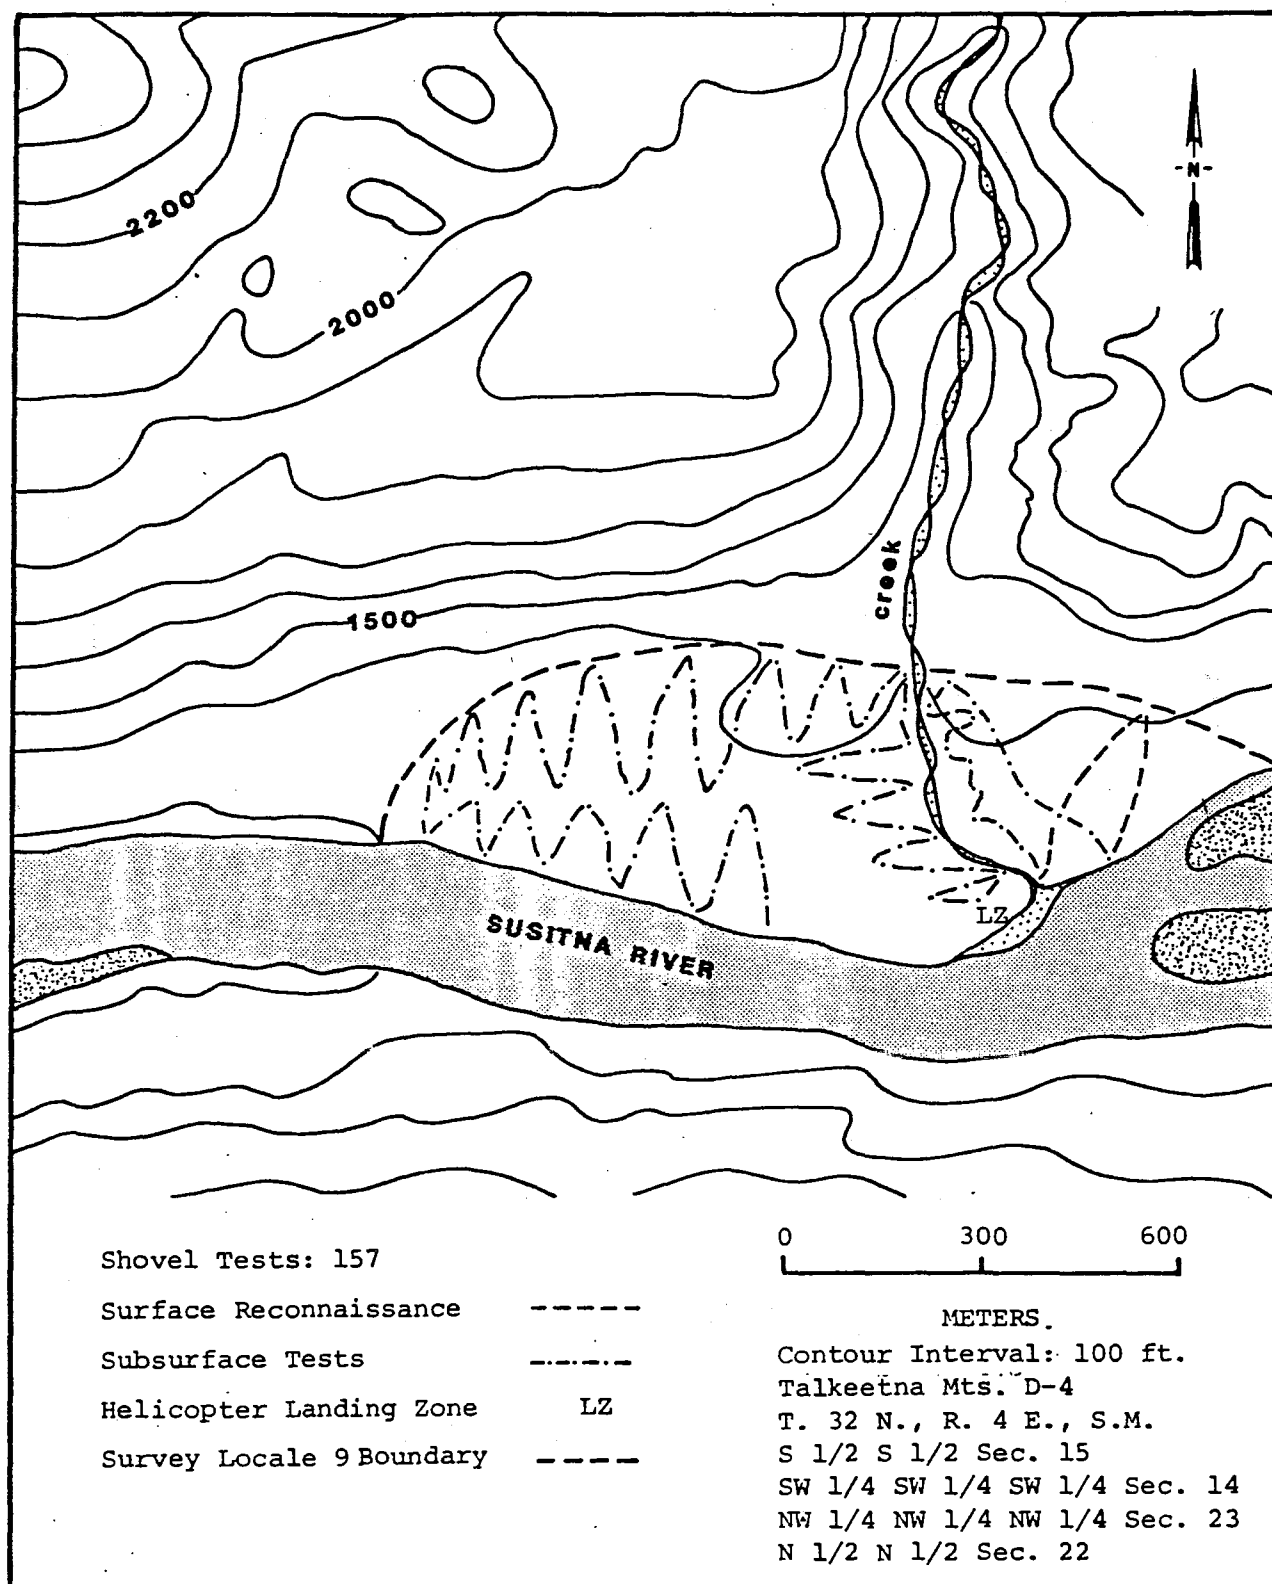 N
2200
2000
creek
1500
LZ
SUSITNA RIVER
0 300 600
METERS.
Shovel Tests: 157
Surface Reconnaissance
Subsurface Tests
Helicopter Landing Zone LZ
Survey Locale 9 Boundary
Contour Interval: 100 ft.
Talkeetna Mts. D-4
T. 32 N., R. 4 E., S.M.
S 1/2 S 1/2 Sec. 15
SW 1/4 SW 1/4 SW 1/4 Sec. 14
NW 1/4 NW 1/4 NW 1/4 Sec. 23
N 1/2 N 1/2 Sec. 22